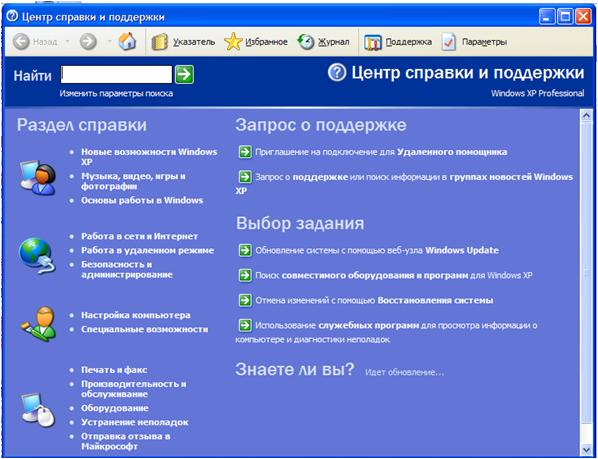 Центр справки и поддержки
Назад
Указатель
Избранное
Журнал
Поддержка
Параметры
Найти
Изменить параметры поиска
Центр справки и поддержки
Windows XP Professional
Раздел справки
Новые возможности Windows
XP
Музыка, видео, игры и
фотографии
Основы работы в Windows
Работа в сети и Интернет
Работа в удаленном режиме
Безопасность и
администрирование
Настройка компьютера
Специальные возможности
Печать и факс
Производительность и
обслуживание
Оборудование
Устранение неполадок
Отправка отзыва в
Майкрософт
Запрос о поддержке
Приглашение на подключение для Удаленного помощника
Запрос о поддержке или поиск информации в группах новостей Windows
XP
Выбор задания
Обновление системы с помощью веб-узла Windows Update
Поиск совместимого оборудования и программ для Windows XP
Отмена изменений с помощью Восстановления системы
Использование служебных программ для просмотра информации о
компьютере и диагностики неполадок
Знаете ли вы? Идет обновление...